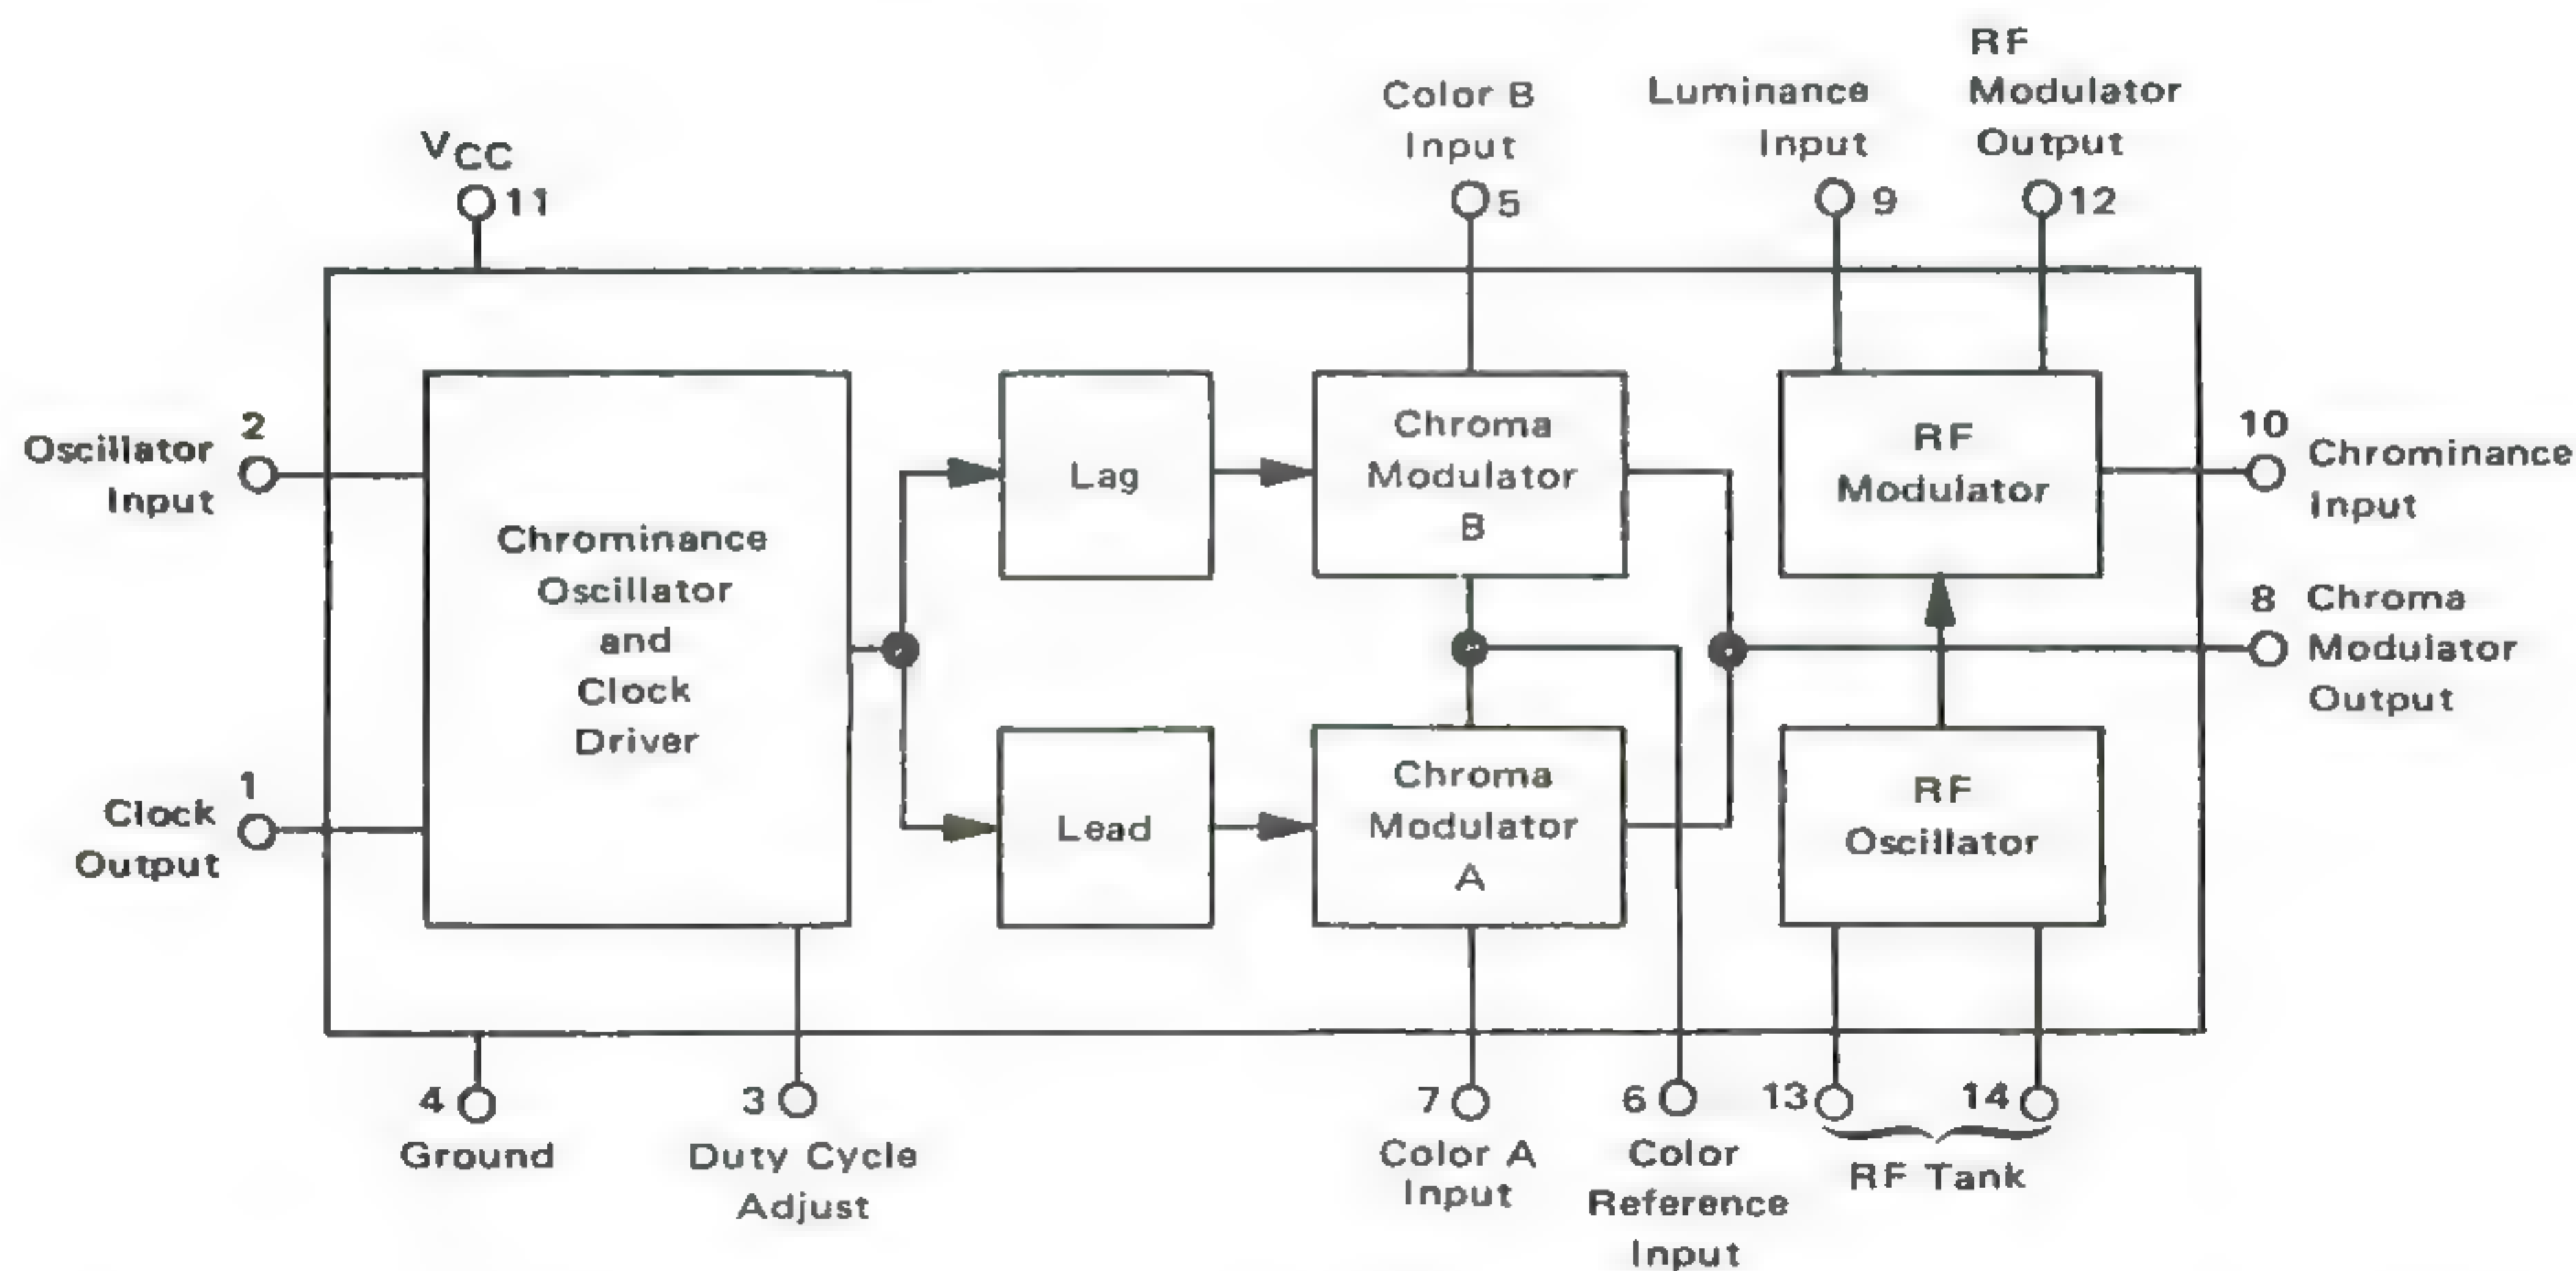 RF
Modulator
Output
12
Luminance
Input
9
Color B
Input
5
VCC
11
2
Oscillator
Input
1
Clock
Output
Chrominance
Oscillator
and
Clock
Driver
Lag
Lead
Chroma
Modulator
B
Chroma
Modulator
A
RF
Modulator
RF
Oscillator
10
Chrominance
Input
8
Chroma
Modulator
Output
4
Ground
3
Duty Cycle
Adjust
7
Color A
Input
6
Color
Reference
Input
13
14
RF Tank